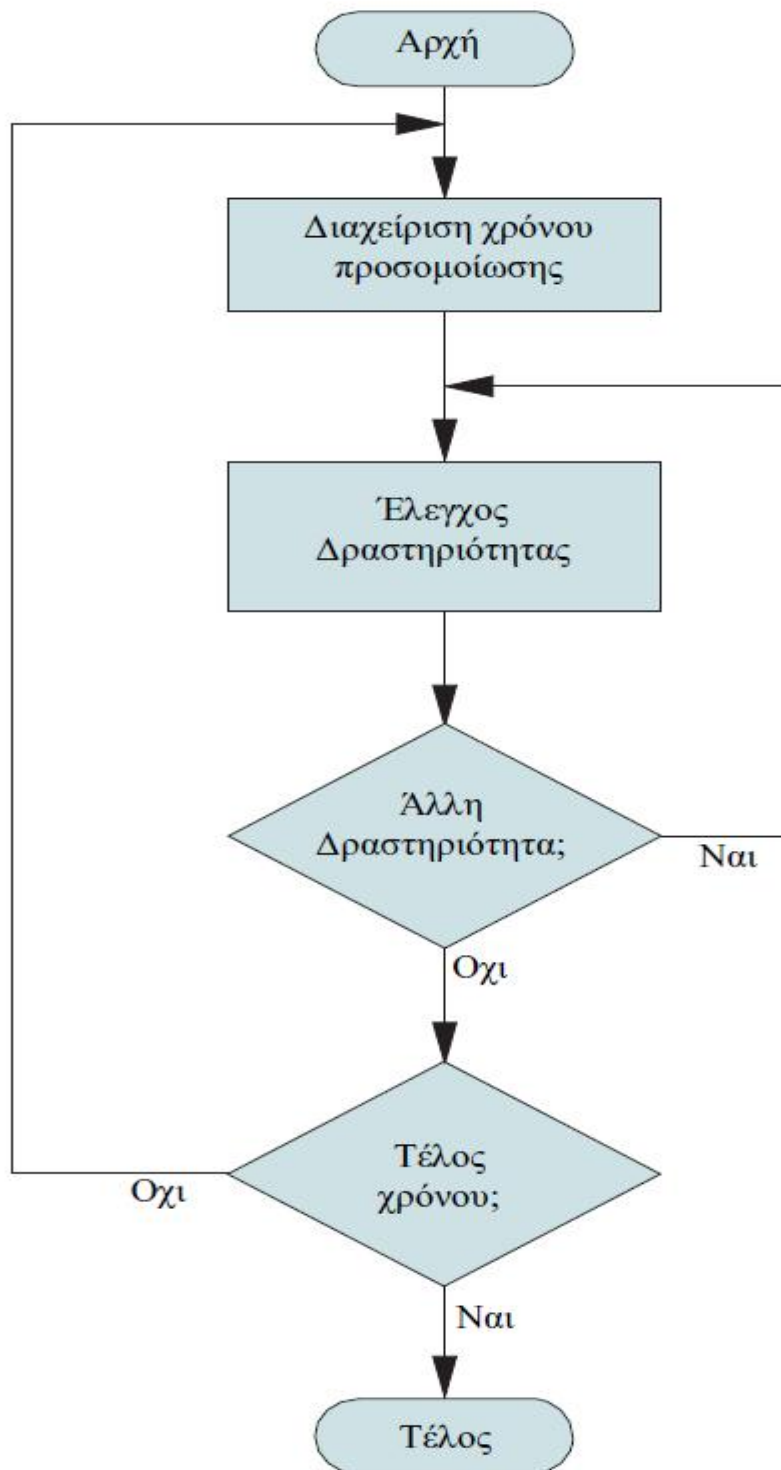 Αρχή
Διαχείριση χρόνου
προσομοίωσης
Έλεγχος
Δραστηριότητας
Άλλη
Δραστηριότητα;
Ναι
Οχι
Τέλος
χρόνου;
Οχι
Ναι
Τέλος